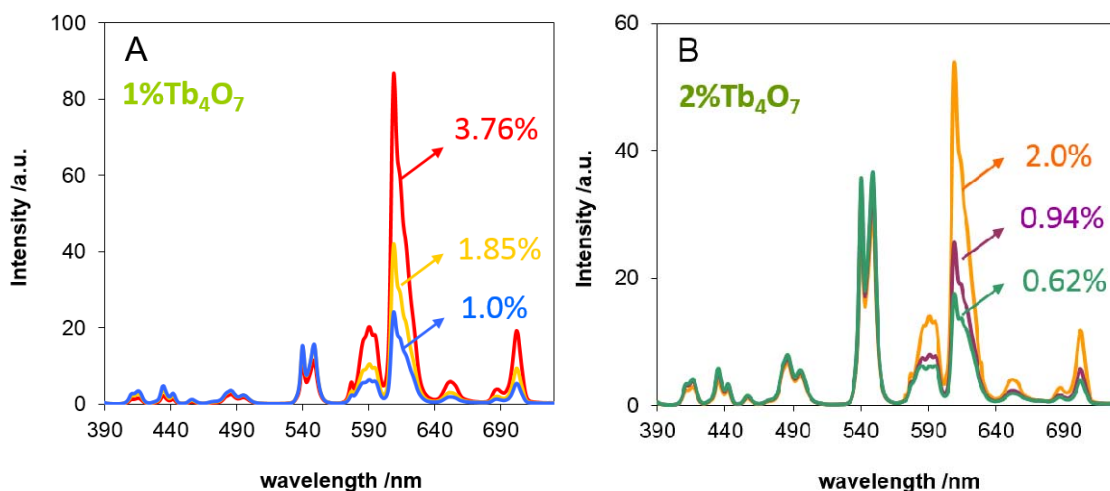 A
1%Tb₄O₇
100
80
60
40
20
0
3.76%
1.85%
1.0%
390 440 490 540 590 640 690
wavelength /nm
Intensity /a.u.
B
2%Tb₄O₇
60
40
20
0
2.0%
0.94%
0.62%
390 440 490 540 590 640 690
wavelength /nm
Intensity /a.u.